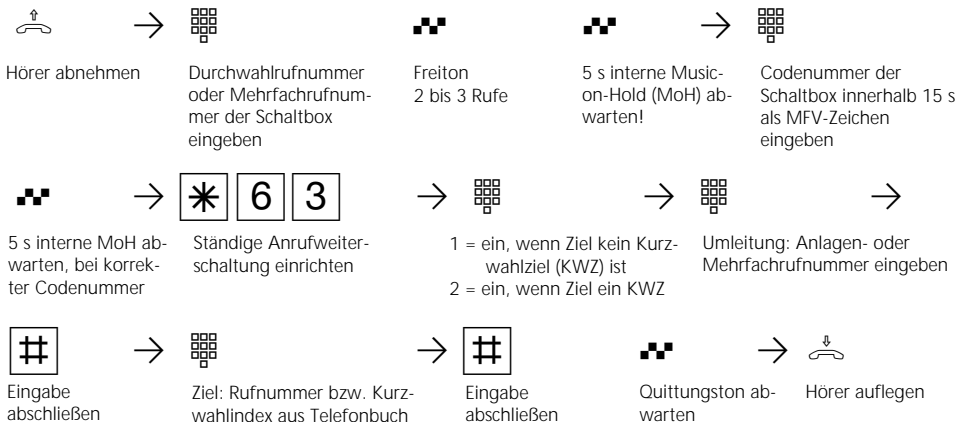 Hörer abnehmen
Durchwahlrufnummer
oder Mehrfachrufnum-
mer der Schaltbox
eingeben
Freiton
2 bis 3 Rufe
5 s interne Music-
on-Hold (MoH) ab-
warten!
Codenummer der
Schaltbox innerhalb 15 s
als MFV-Zeichen
eingeben
* 6 3
5 s interne MoH ab-
warten, bei korrek-
ter Codenummer
Ständige Anrufweiter-
schaltung einrichten
1 = ein, wenn Ziel kein Kurz-
wahlziel (KWZ) ist
2 = ein, wenn Ziel ein KWZ
Umleitung: Anlagen- oder
Mehrfachrufnummer eingeben
#
Eingabe
abschließen
Ziel: Rufnummer bzw. Kurz-
wahlindex aus Telefonbuch
#
Eingabe
abschließen
Quittungston ab-
warten
Hörer auflegen